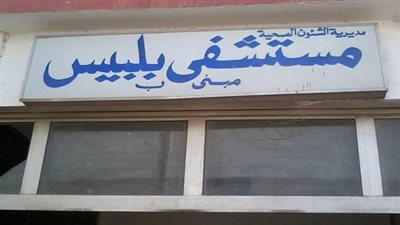 مديرية الشئون الصحية
مستشفى بلبيس
مبنى ب